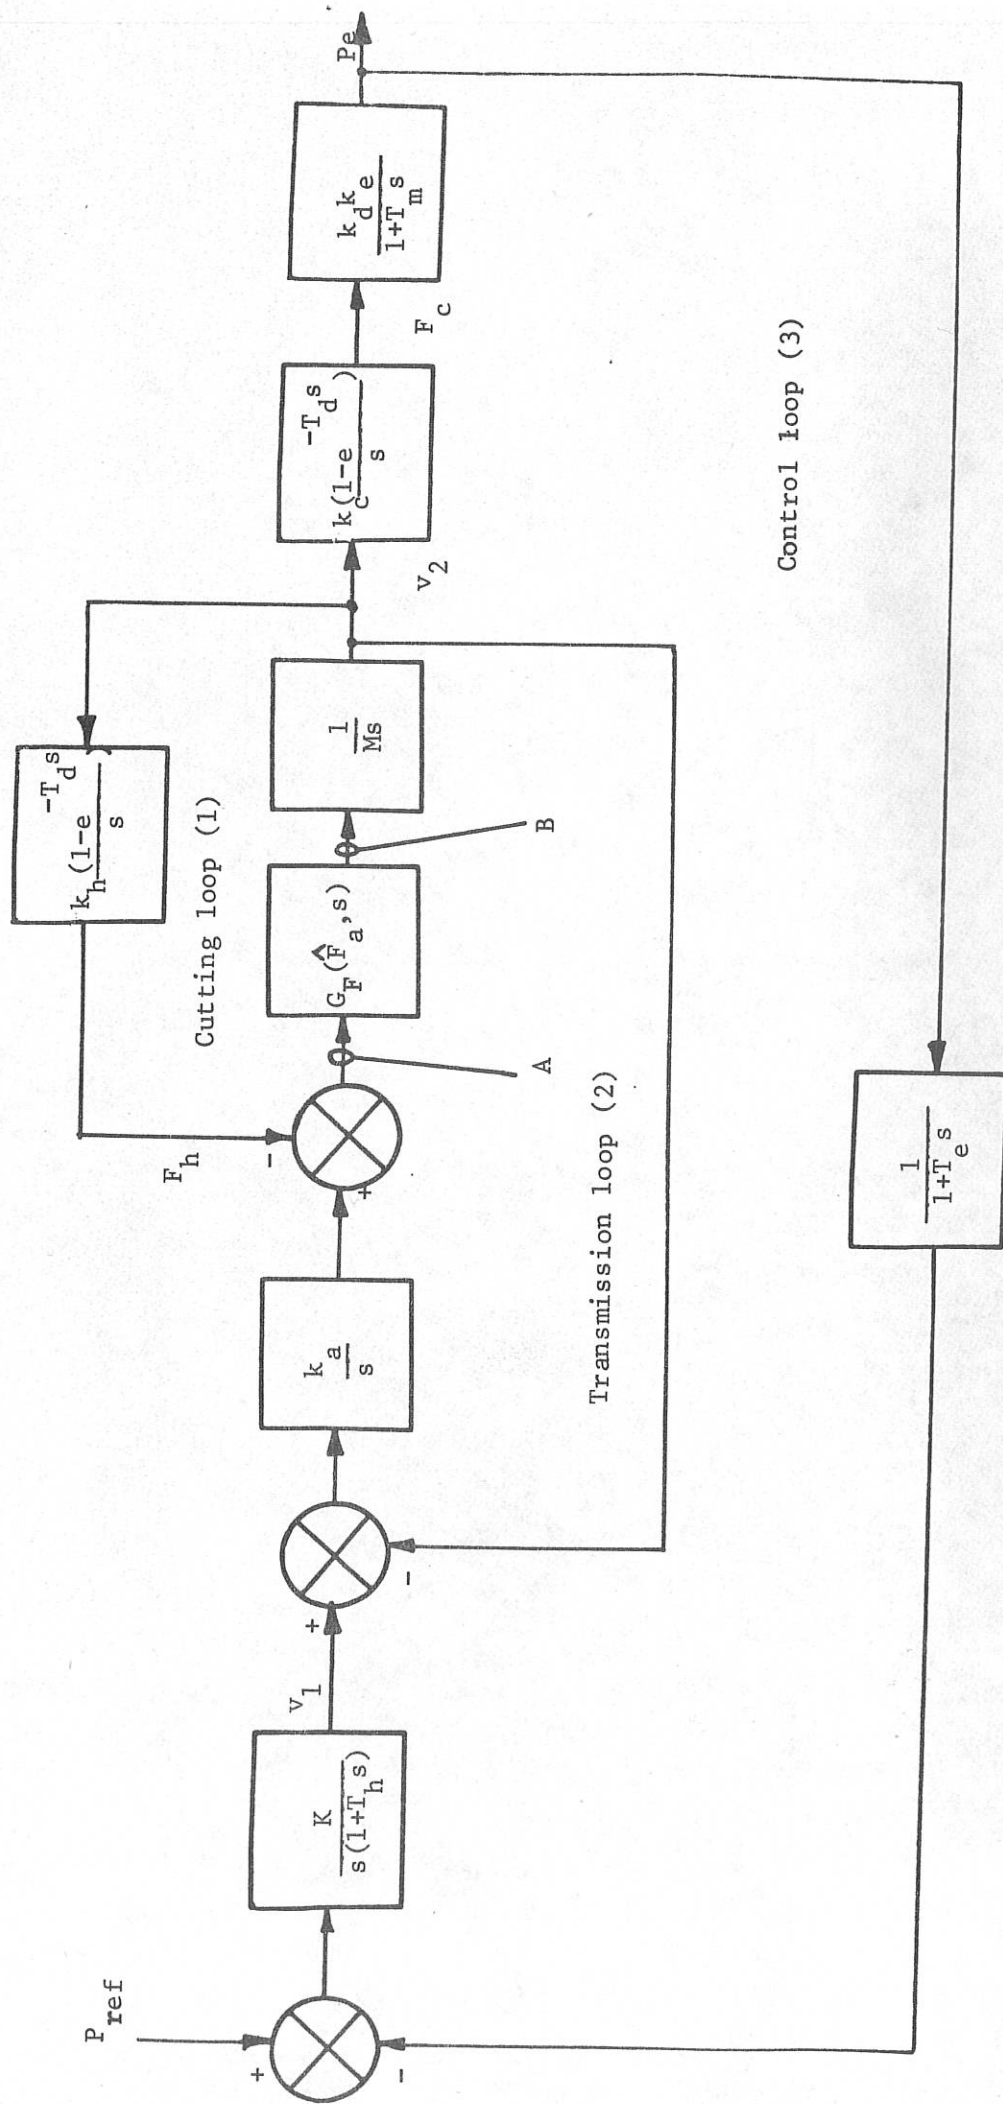 P_ref
+
-
K
s(1+T_h s)
v_1
+
-
k_a
s
+
-
F_h
k_h(1-e^{-T_d s})
s
Cutting loop (1)
A
G_F(F̂_a,s)
B
1
Ms
Transmission loop (2)
v_2
k_c(1-e^{-T_d s})
s
F_c
k_d k_e
1+T_m s
Pe
Control loop (3)
1
1+T_e s